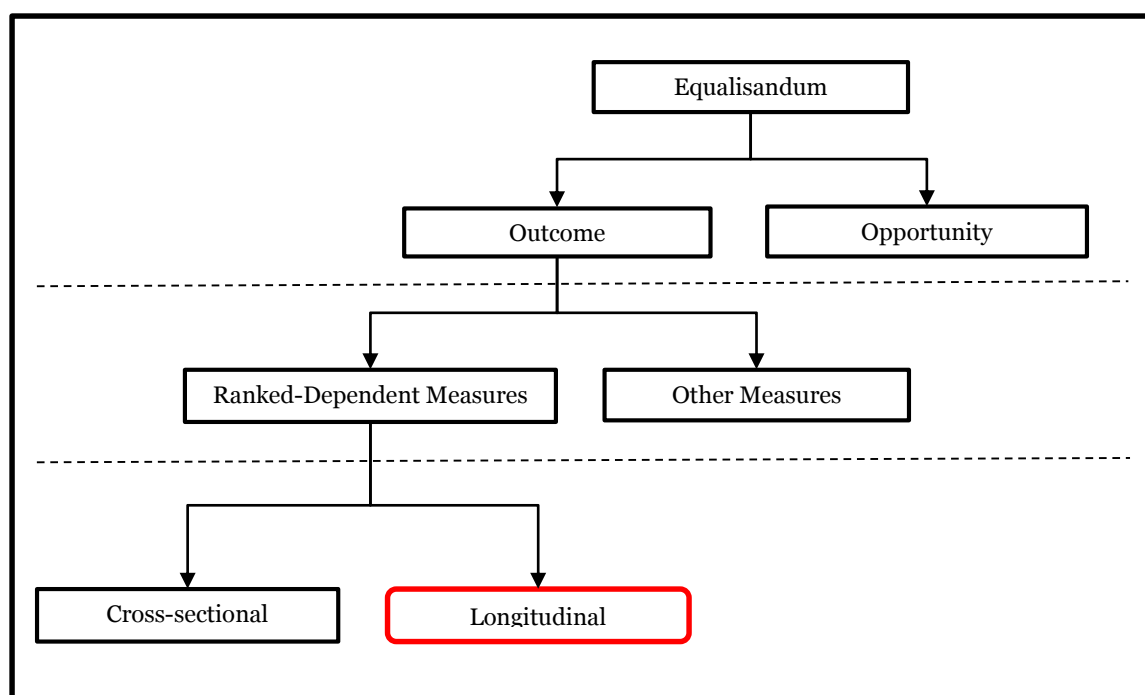 Equalisandum
Outcome
Opportunity
Ranked-Dependent Measures
Other Measures
Cross-sectional
Longitudinal